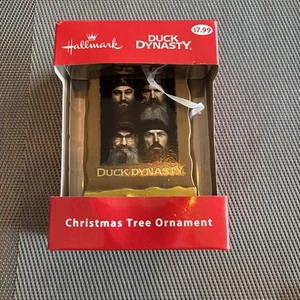 Hallmark
DUCK
DYNASTY
$7.99
DUCK DYNASTY
Christmas Tree Ornament